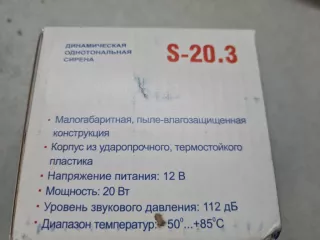 ДИНАМИЧЕСКАЯ
ОДНОТОНАЛЬНАЯ
СИРЕНА
S-20.3
• Малогабаритная, пыле-влагозащищенная
конструкция
• Корпус из ударопрочного, термостойкого
пластика
• Напряжение питания: 12 В
• Мощность: 20 Вт
• Уровень звукового давления: 112 дБ
• Диапазон температур: -50°...+85°С